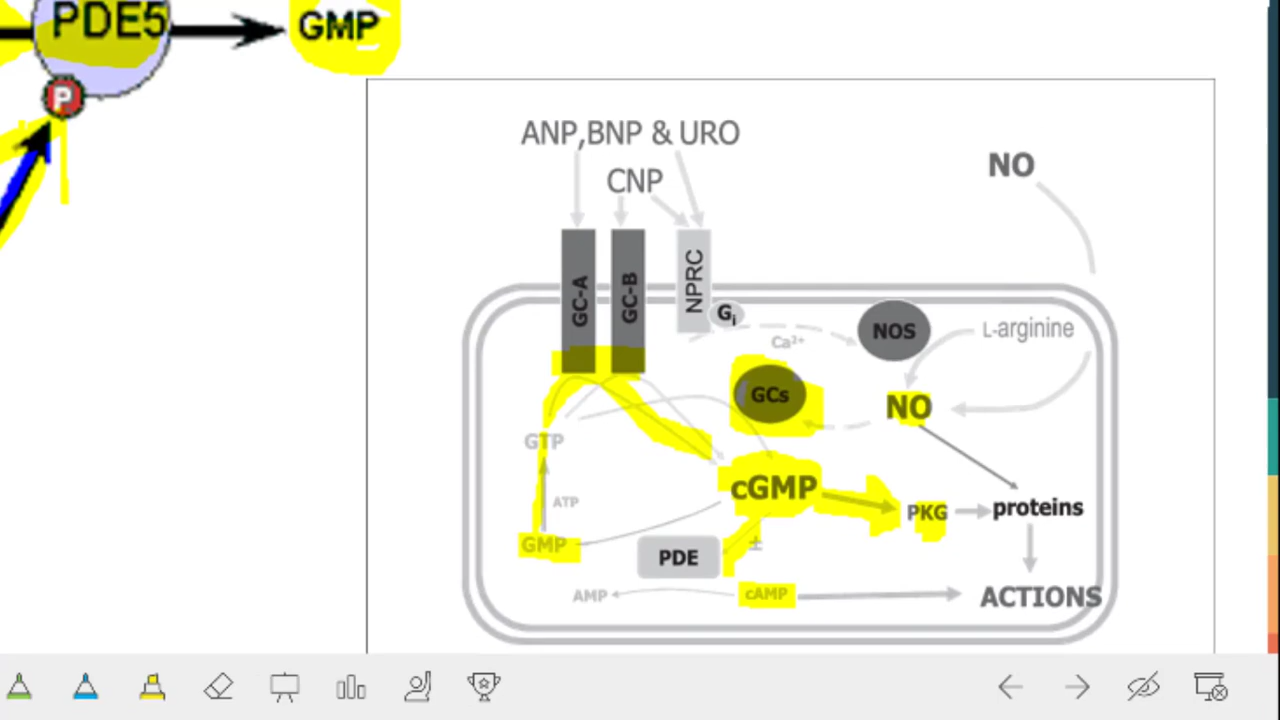 PDE5
GMP
P
ANP,BNP & URO
NO
CNP
GC-A
GC-B
NPRC
Gi
NOS
L-arginine
Ca2+
GCs
NO
GTP
cGMP
ATP
PKG
proteins
GMP
PDE
±
AMP
cAMP
ACTIONS